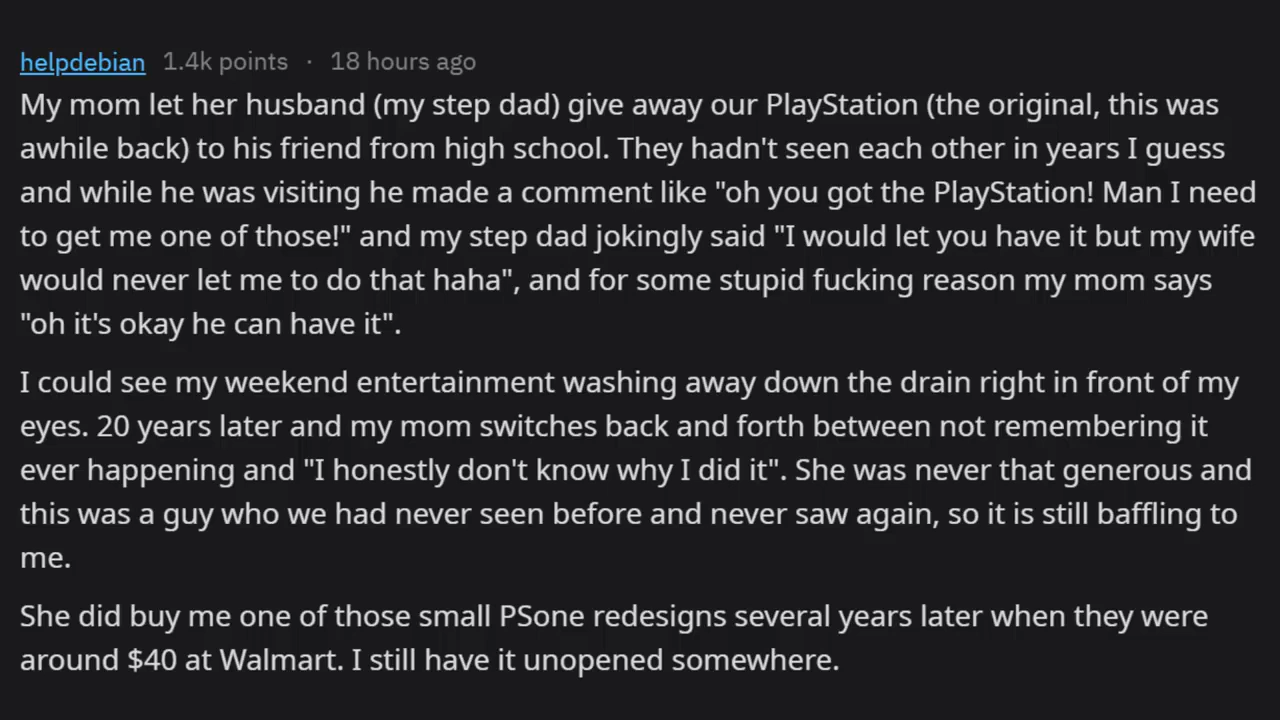 helpdebian 1.4k points · 18 hours ago
My mom let her husband (my step dad) give away our PlayStation (the original, this was
awhile back) to his friend from high school. They hadn't seen each other in years I guess
and while he was visiting he made a comment like "oh you got the PlayStation! Man I need
to get me one of those!" and my step dad jokingly said "I would let you have it but my wife
would never let me to do that haha", and for some stupid fucking reason my mom says
"oh it's okay he can have it".
I could see my weekend entertainment washing away down the drain right in front of my
eyes. 20 years later and my mom switches back and forth between not remembering it
ever happening and "I honestly don't know why I did it". She was never that generous and
this was a guy who we had never seen before and never saw again, so it is still baffling to
me.
She did buy me one of those small PSone redesigns several years later when they were
around $40 at Walmart. I still have it unopened somewhere.